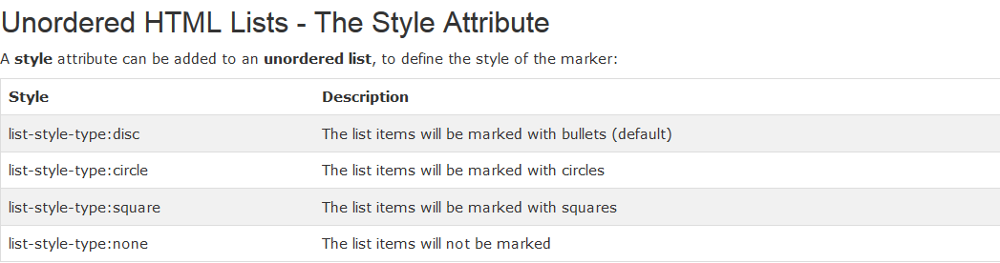 Unordered HTML Lists - The Style Attribute
A style attribute can be added to an unordered list, to define the style of the marker:
Style Description
list-style-type:disc The list items will be marked with bullets (default)
list-style-type:circle The list items will be marked with circles
list-style-type:square The list items will be marked with squares
list-style-type:none The list items will not be marked